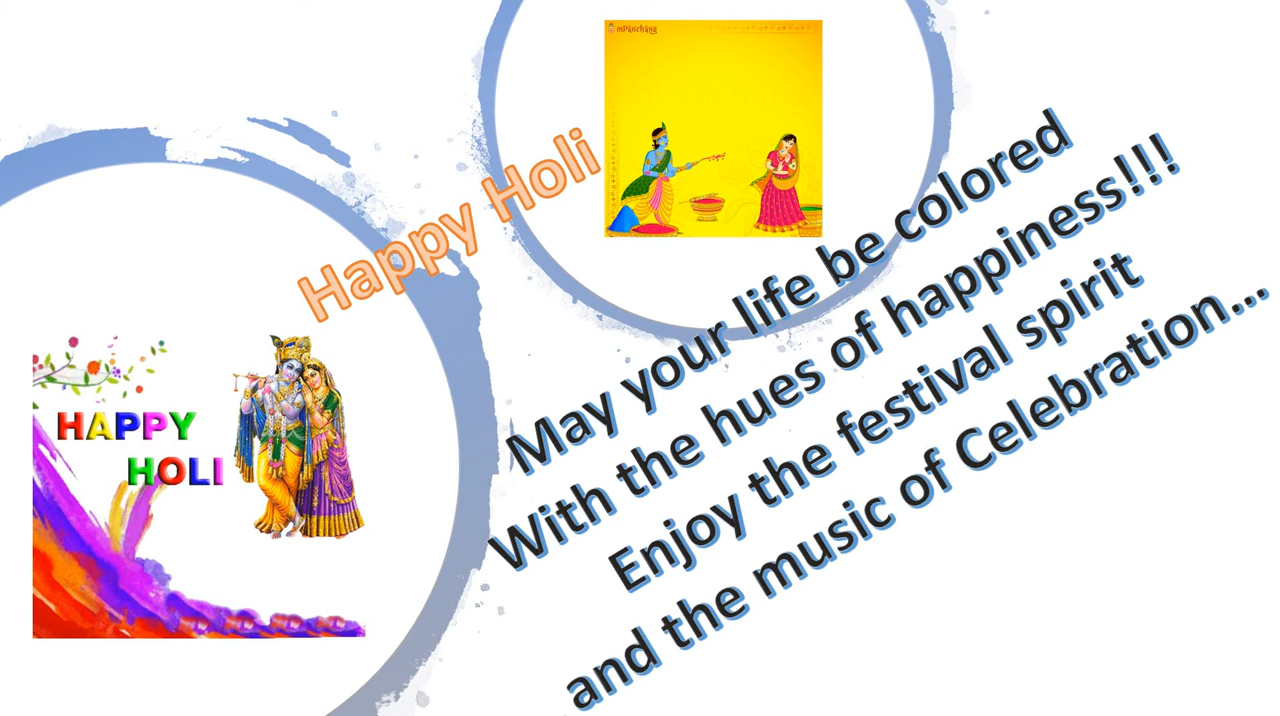 mPanchang
Happy Holi
May your life be colored
With the hues of happiness!!!
Enjoy the festival spirit
and the music of Celebration...
HAPPY
HOLI